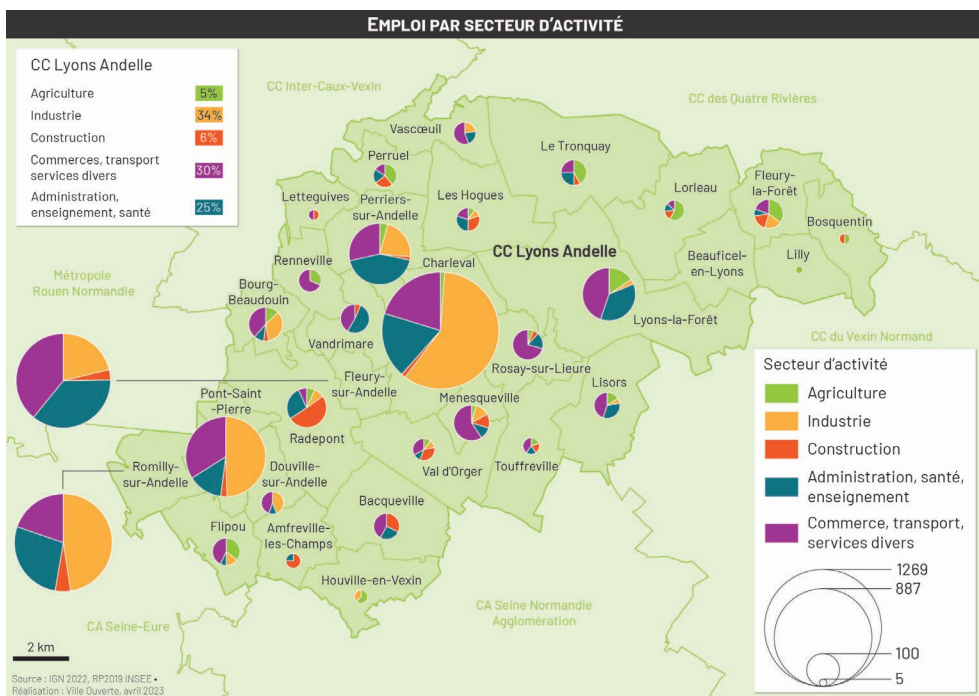 EMPLOI PAR SECTEUR D'ACTIVITÉ
CC Lyons Andelle
Agriculture 5%
Industrie 34%
Construction 6%
Commerces, transport
services divers 30%
Administration,
enseignement, santé 25%
CC Inter-Caux-Vexin
CC des Quatre Rivières
Métropole
Rouen Normandie
CC du Vexin Normand
CA Seine-Eure
CA Seine Normandie
Agglomération
CC Lyons Andelle
Vascœuil
Perruel
Le Tronquay
Letteguives
Perriers-
sur-Andelle
Les Hogues
Lorleau
Fleury-
la-Forêt
Bosquentin
Renneville
Charleval
Beauficel-
en-Lyons
Lilly
Bourg-
Beaudouin
Vandrimare
Lyons-la-Forêt
Rosay-sur-Lieure
Fleury-
sur-Andelle
Lisors
Pont-Saint
-Pierre
Radepont
Menesqueville
Romilly-
sur-Andelle
Douville-
sur-Andelle
Val d'Orger
Touffreville
Bacqueville
Flipou
Amfreville-
les-Champs
Houville-en-Vexin
Secteur d'activité
Agriculture
Industrie
Construction
Administration, santé,
enseignement
Commerce, transport,
services divers
1269
887
100
5
2 km
Source : IGN 2022, RP2019 INSEE •
Réalisation : Ville Ouverte, avril 2023